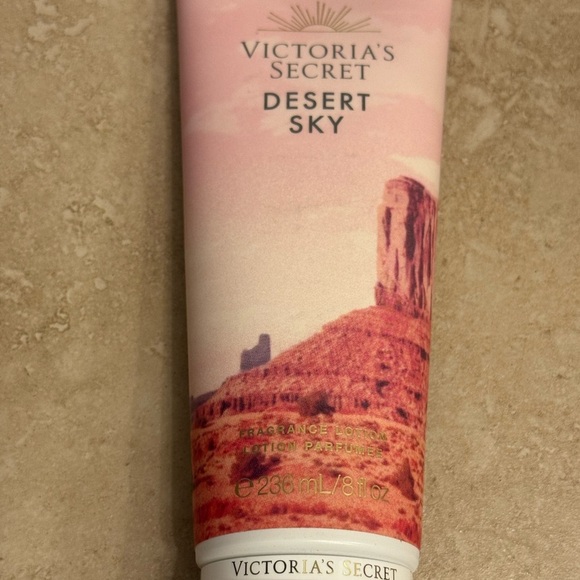 VICTORIA'S
SECRET
DESERT
SKY
FRAGRANCE LOTION
LOTION PARFUMÉE
e 236 mL/8 fl oz
VICTORIA'S SECRET